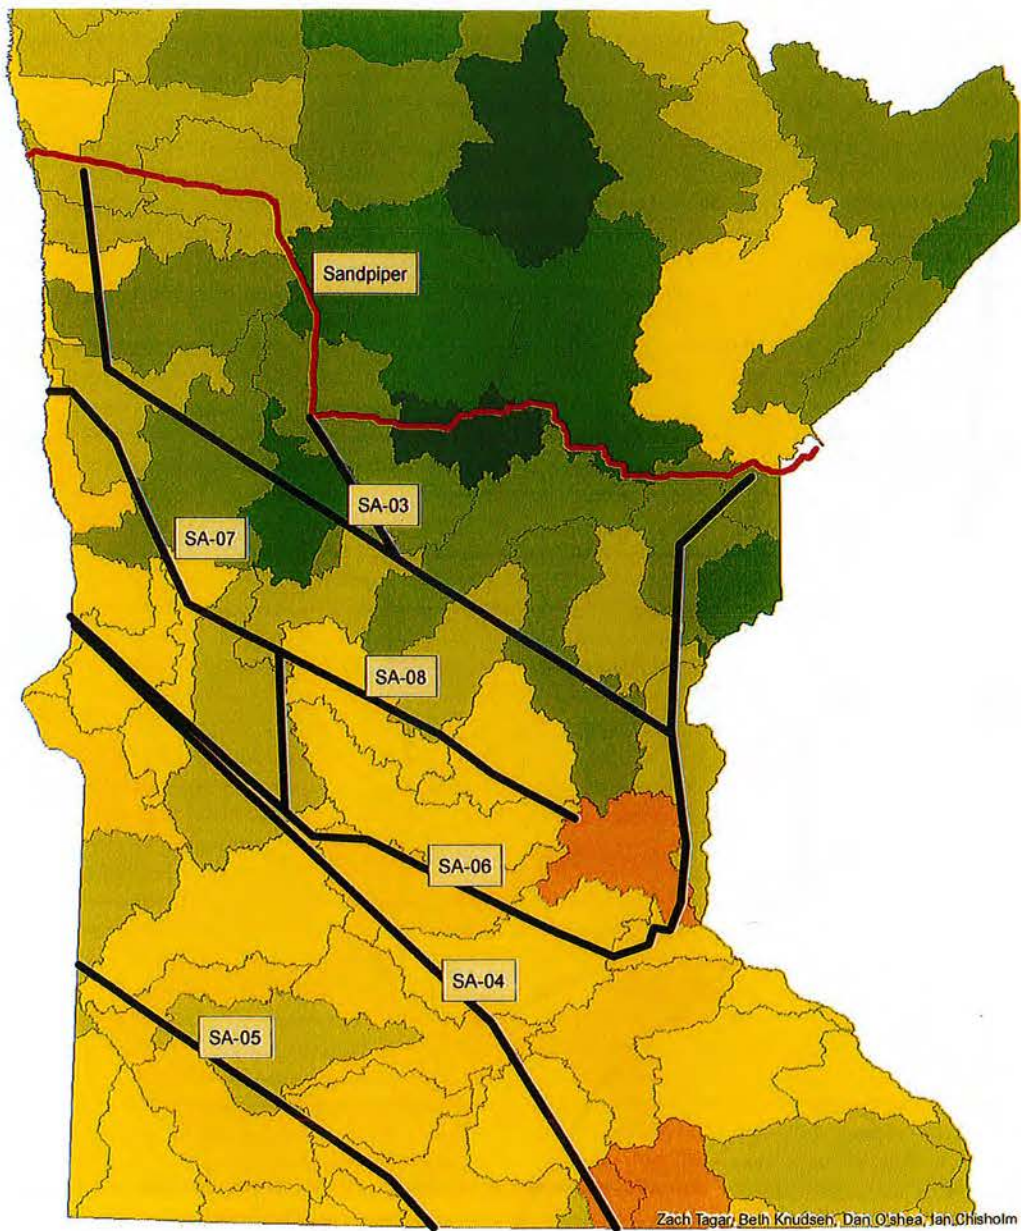 Sandpiper
SA-03
SA-07
SA-08
SA-06
SA-04
SA-05
Zach Tagar, Beth Knudsen, Dan O'shea, Ian Chisholm